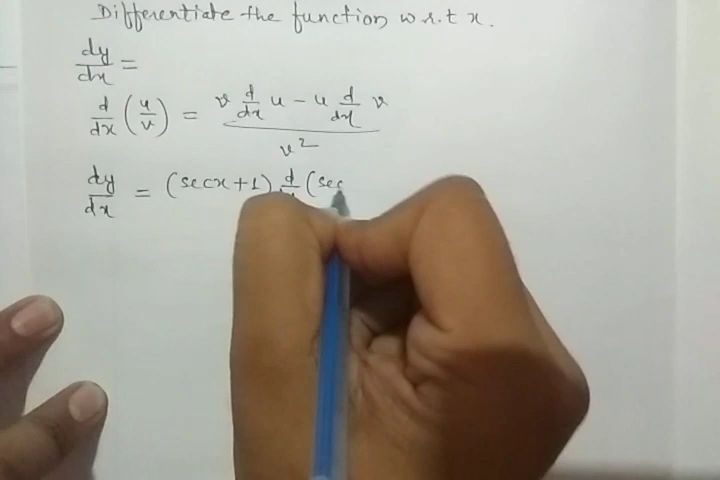 Differentiate the function w.r.t x.
dy/dx =
d/dx (u/v) = v d/dx u - u d/dx v / v²
dy/dx = (secx+1) d/dx (sec